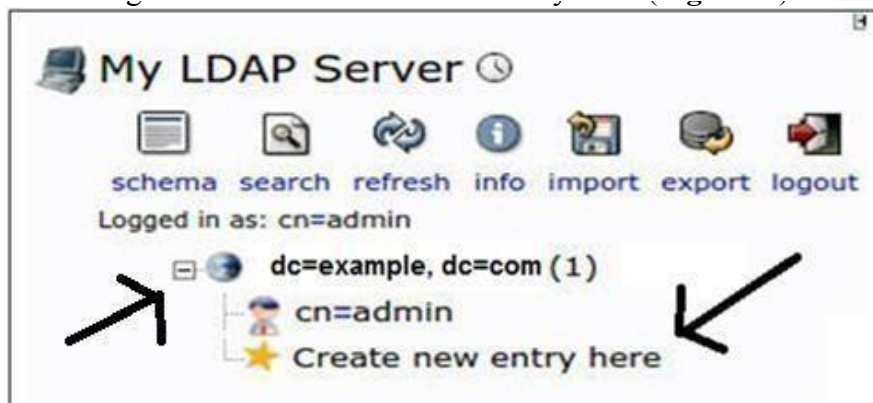 My LDAP Server
schema search refresh info import export logout
Logged in as: cn=admin
dc=example, dc=com (1)
cn=admin
Create new entry here